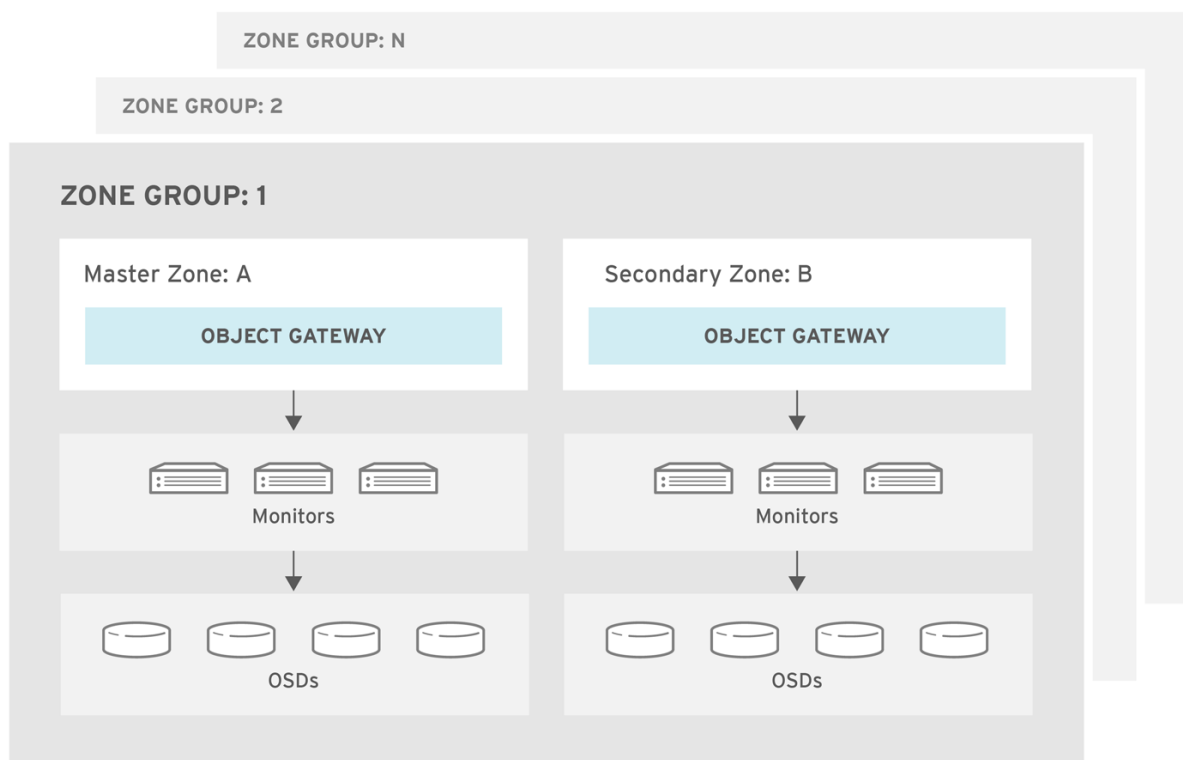 ZONE GROUP: N
ZONE GROUP: 2
ZONE GROUP: 1
Master Zone: A
OBJECT GATEWAY
Monitors
OSDs
Secondary Zone: B
OBJECT GATEWAY
Monitors
OSDs